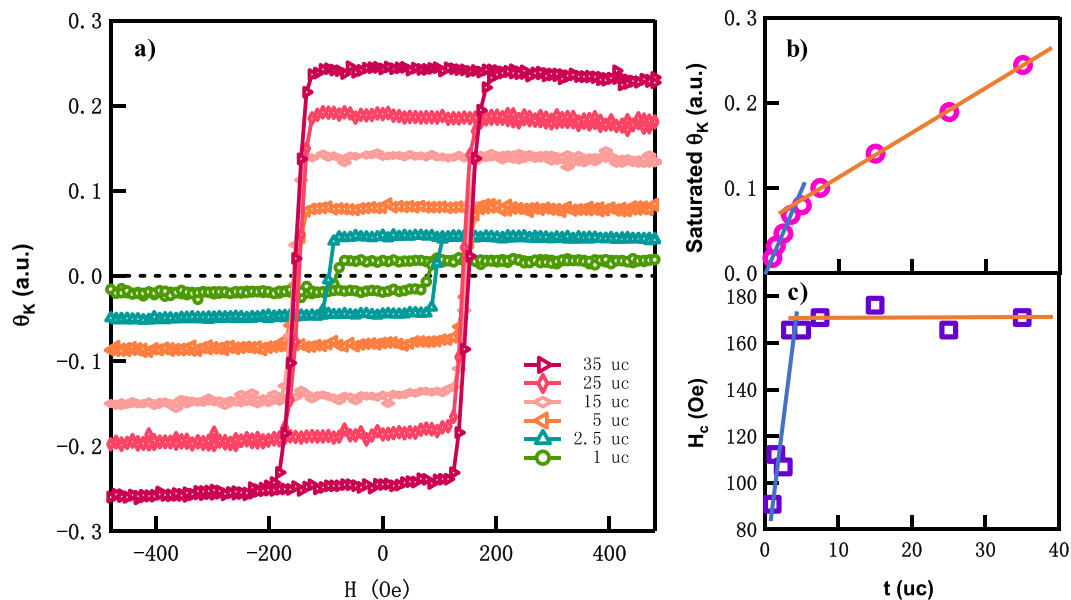 a)
0.3
0.2
0.1
0.0
-0.1
-0.2
-0.3
θK (a.u.)
-400
-200
0
200
400
H (Oe)
35 uc
25 uc
15 uc
5 uc
2.5 uc
1 uc
b)
0.3
0.2
0.1
0.0
Saturated θK (a.u.)
c)
180
160
140
120
100
80
Hc (Oe)
0
10
20
30
40
t (uc)